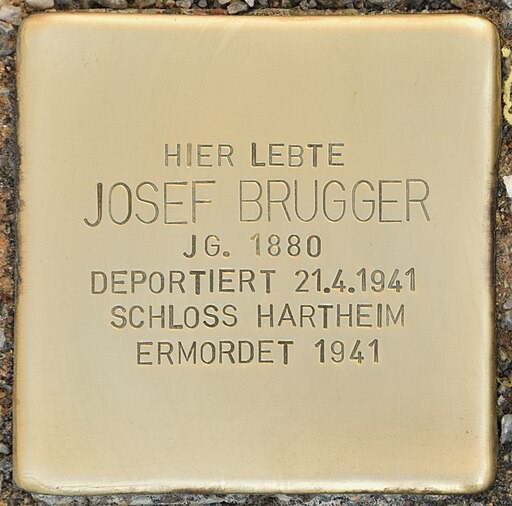 HIER LEBTE
JOSEF BRUGGER
JG. 1880
DEPORTIERT 21.4.1941
SCHLOSS HARTHEIM
ERMORDET 1941